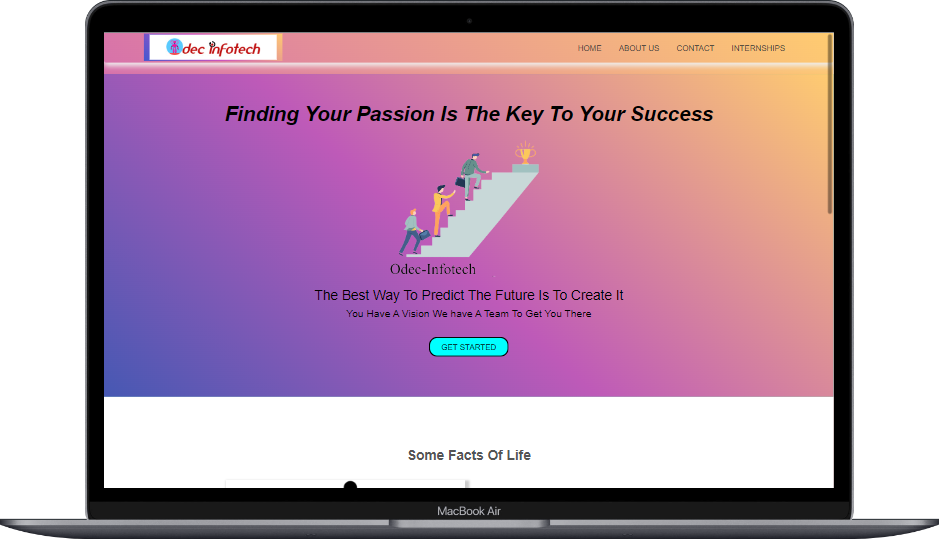 Odec infotech
HOME ABOUT US CONTACT INTERNSHIPS
Finding Your Passion Is The Key To Your Success
Odec-Infotech
The Best Way To Predict The Future Is To Create It
You Have A Vision We have A Team To Get You There
GET STARTED
Some Facts Of Life
MacBook Air